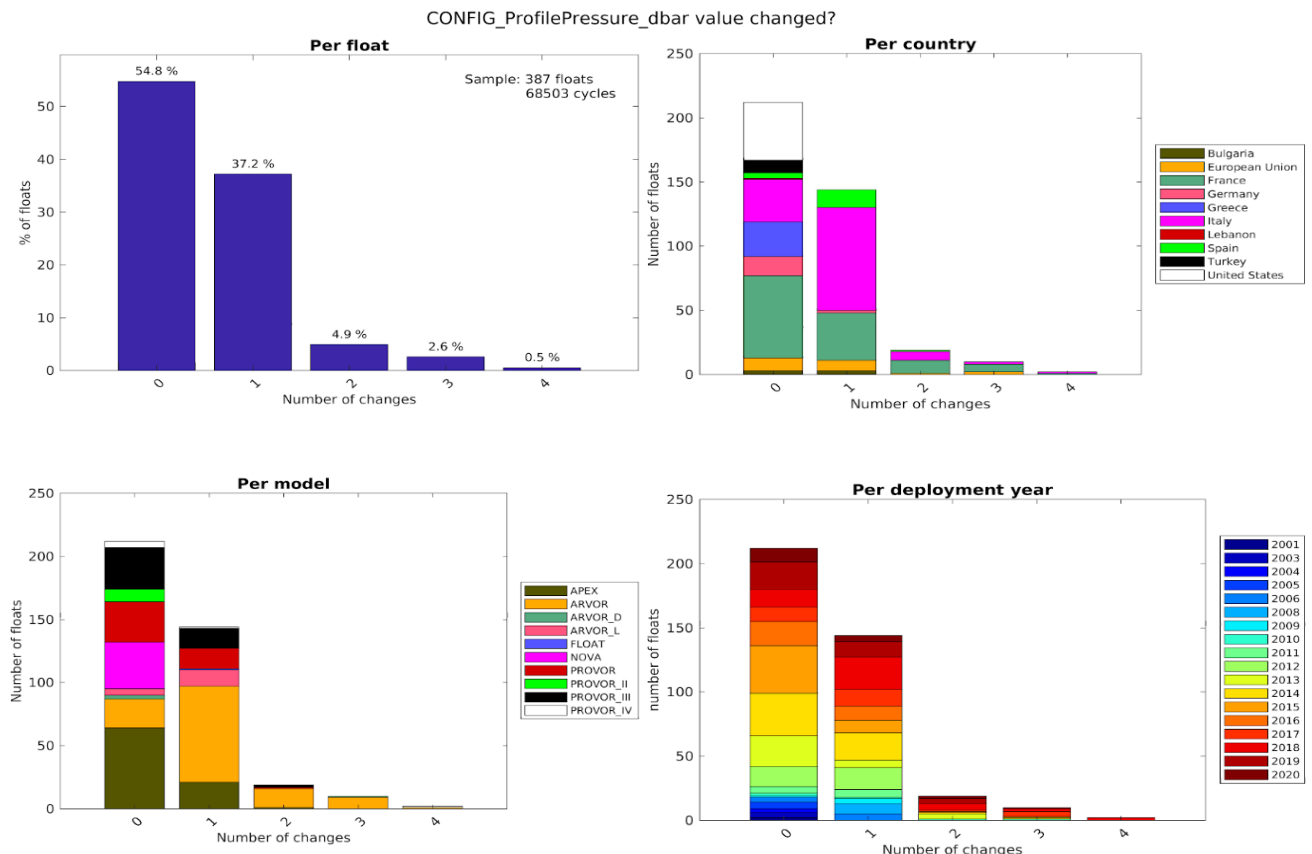 CONFIG_ProfilePressure_dbar value changed?
Per float
54.8 %
Sample: 387 floats
68503 cycles
37.2 %
4.9 %
2.6 %
0.5 %
% of floats
50
40
30
20
10
0
0
1
2
3
4
Number of changes
Per country
Number of floats
250
200
150
100
50
0
0
1
2
3
4
Number of changes
Bulgaria
European Union
France
Germany
Greece
Italy
Lebanon
Spain
Turkey
United States
Per model
Number of floats
250
200
150
100
50
0
0
1
2
3
4
Number of changes
APEX
ARVOR
ARVOR_D
ARVOR_L
FLOAT
NOVA
PROVOR
PROVOR_II
PROVOR_III
PROVOR_IV
Per deployment year
number of floats
250
200
150
100
50
0
0
1
2
3
4
Number of changes
2001
2003
2004
2005
2006
2008
2009
2010
2011
2012
2013
2014
2015
2016
2017
2018
2019
2020